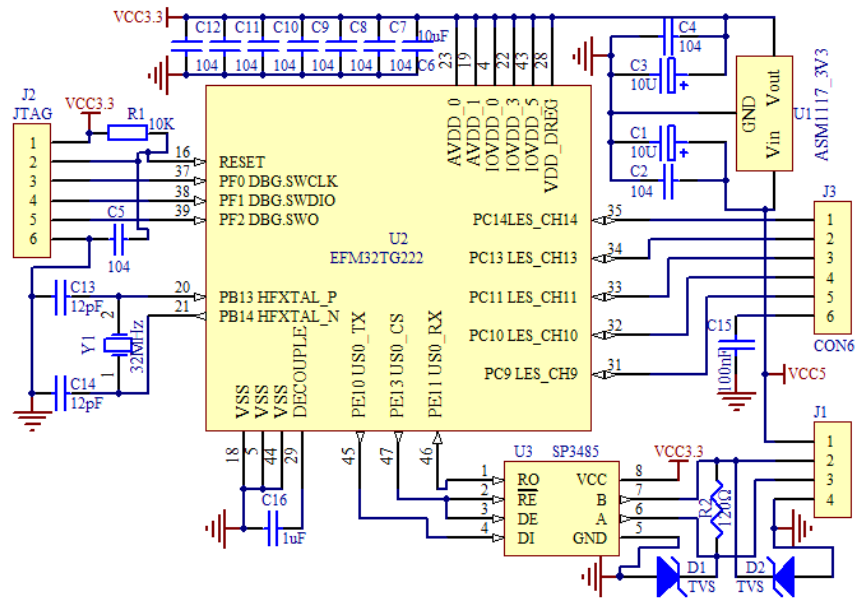 VCC3.3
C12 C11 C10 C9 C8 C7 10uF
104 104 104 104 104 104 C6
23 19 4 22 43 28
C4
104
C3
10U
C1
10U
C2
104
GND Vout Vin
U1
ASM1117_3V3
J2
JTAG
VCC3.3
R1
10K
1
2
3
4
5
6
C5
104
16 RESET
37 PF0 DBG.SWCLK
38 PF1 DBG.SWDIO
39 PF2 DBG.SWO
20 PB13 HFXTAL_P
21 PB14 HFXTAL_N
AVDD_0
AVDD_1
IOVDD_0
IOVDD_3
IOVDD_5
VDD_DREG
U2
EFM32TG222
PC14LES_CH14 35
PC13 LES_CH13 34
PC11 LES_CH11 33
PC10 LES_CH10 32
PC9 LES_CH9 31
J3
1
2
3
4
5
6
CON6
C15
100nF
VCC5
C13
12pF
Y1
2
1
32MHz
C14
12pF
VSS
VSS
VSS
DECOUPLE
PE10 US0_TX
PE13 US0_CS
PE11 US0_RX
18 5 44 29 45 47 46
C16
1uF
U3 SP3485
VCC3.3
1 RO VCC 8
2 RE B 7
3 DE A 6
4 DI GND 5
R2
120Ω
J1
1
2
3
4
D1
TVS
D2
TVS